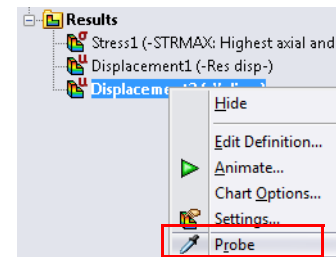 Results
Stress1 (-STRMAX: Highest axial and
Displacement1 (-Res disp-)
Hide
Edit Definition...
Animate...
Chart Options...
Settings...
Probe